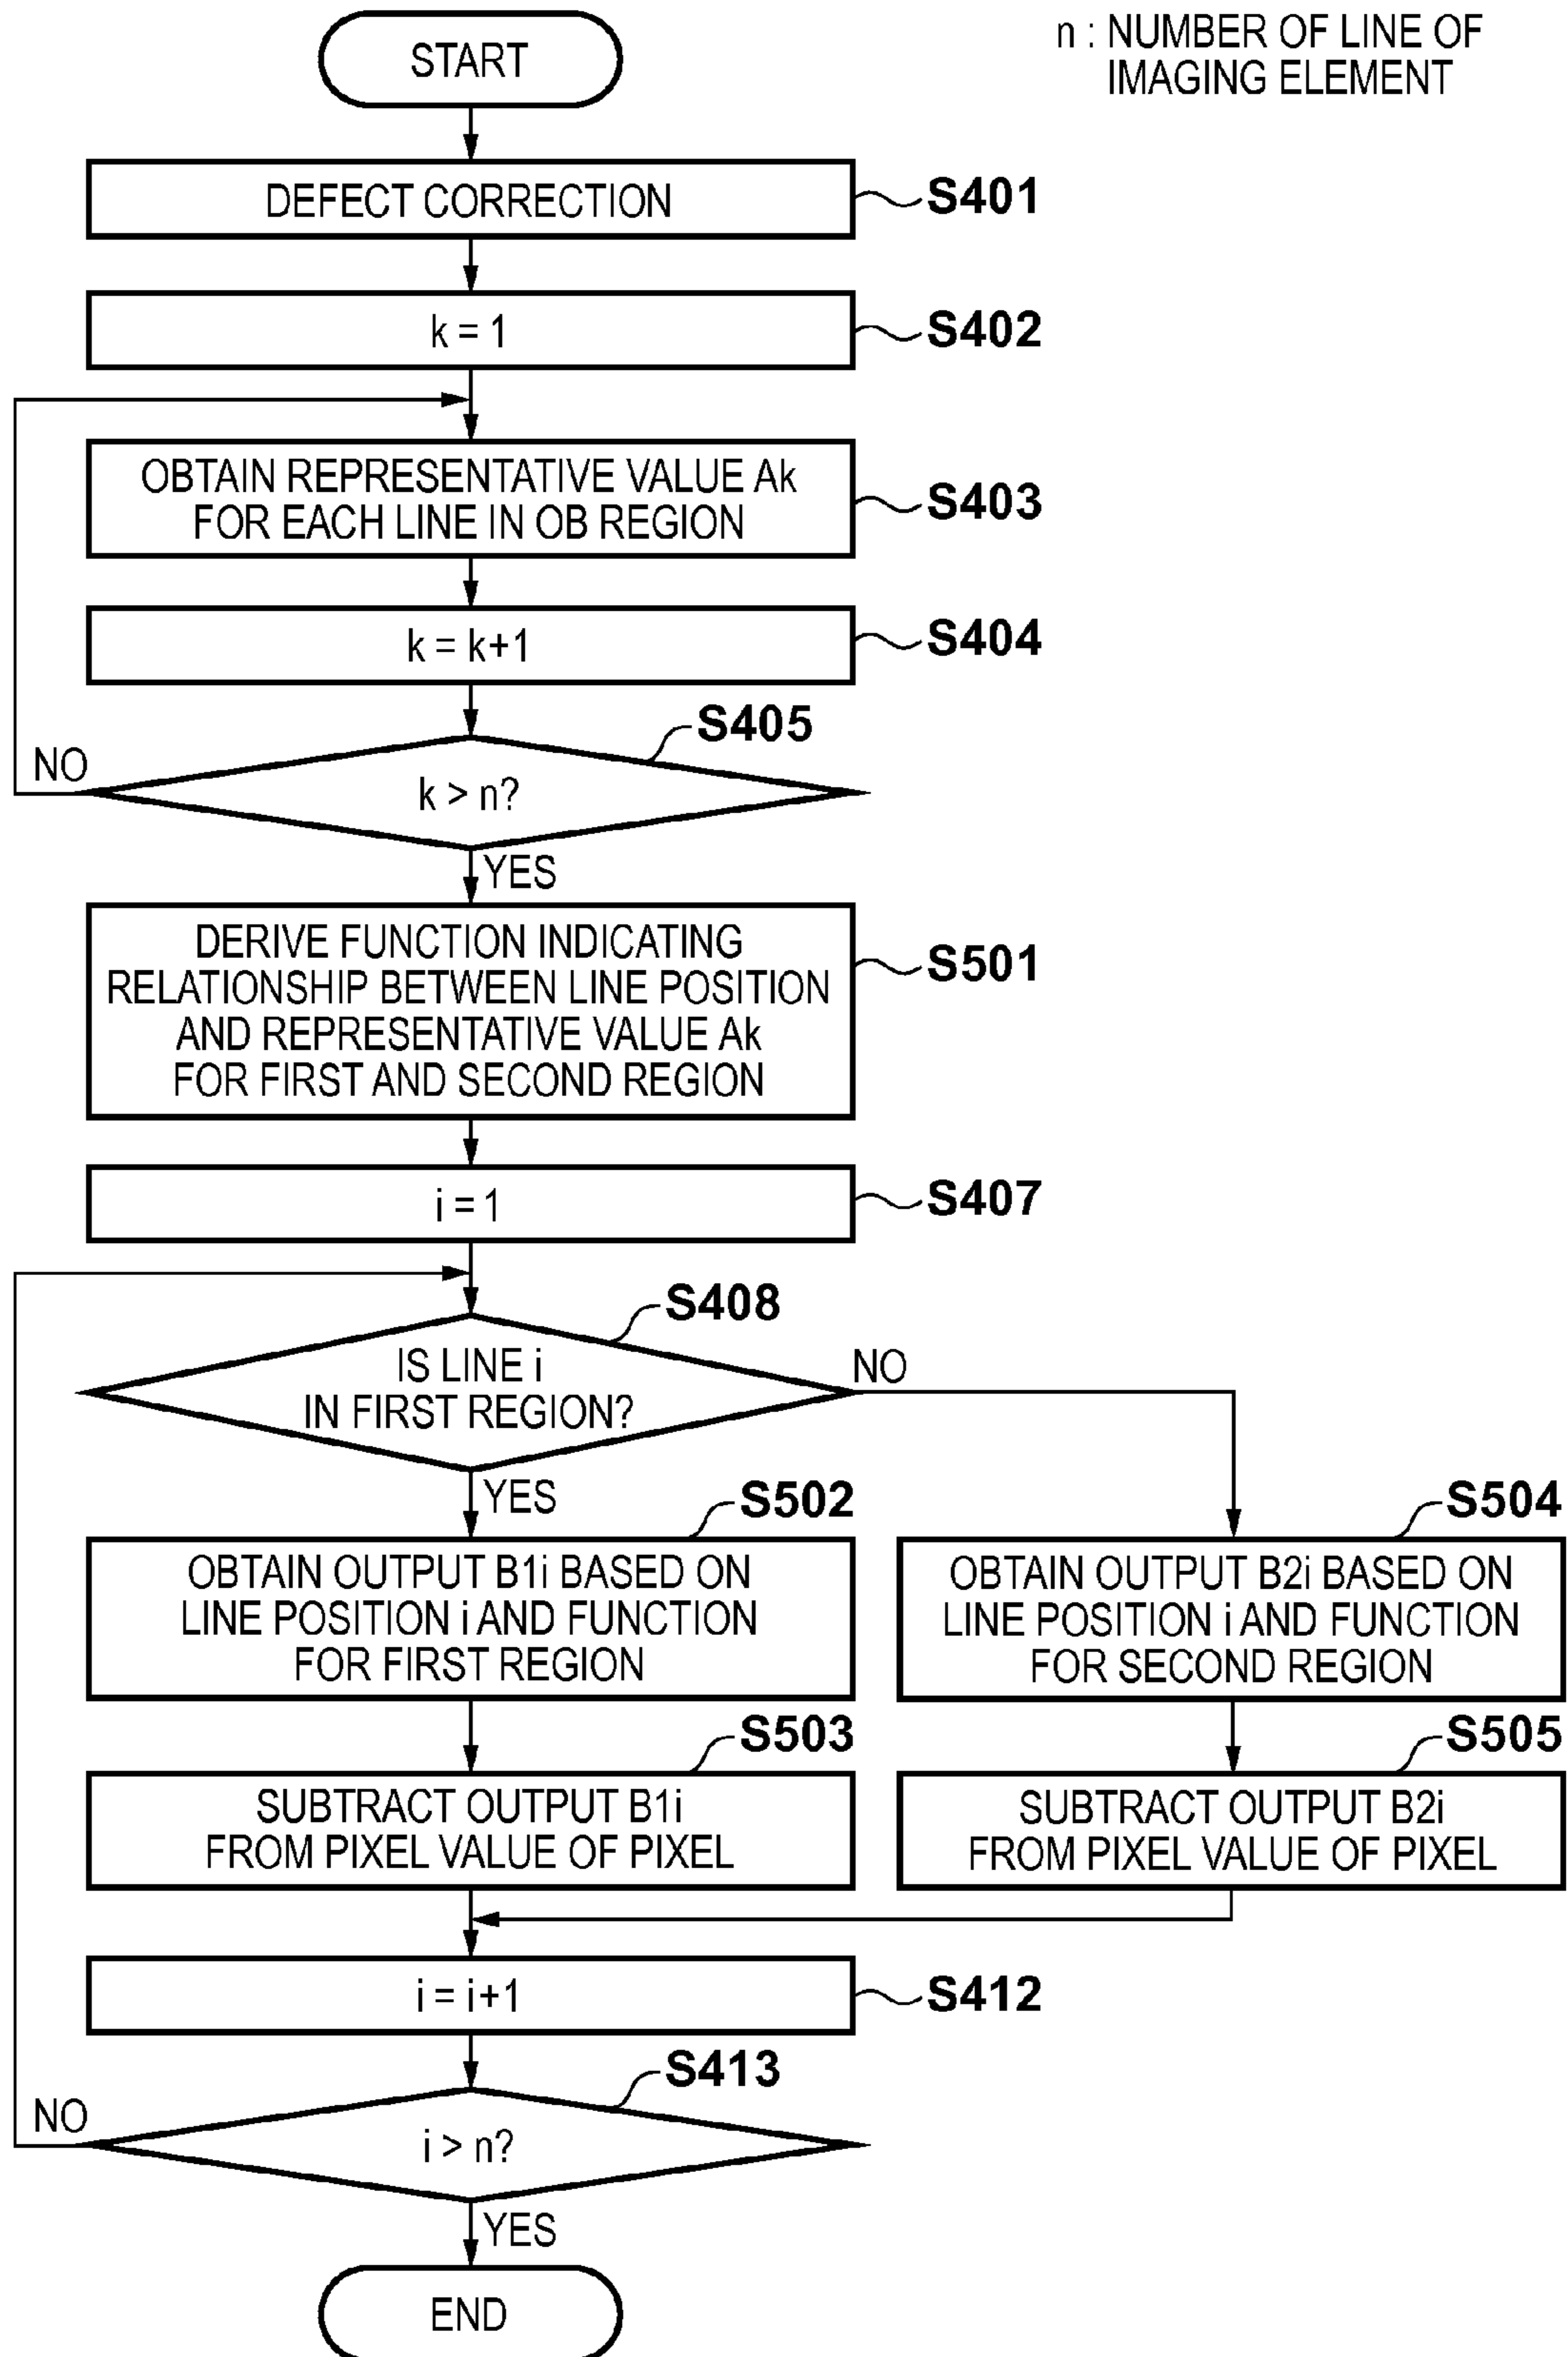 n : NUMBER OF LINE OF
IMAGING ELEMENT
START
DEFECT CORRECTION
S401
k = 1
S402
OBTAIN REPRESENTATIVE VALUE Ak
FOR EACH LINE IN OB REGION
S403
k = k+1
S404
S405
NO
k > n?
YES
DERIVE FUNCTION INDICATING
RELATIONSHIP BETWEEN LINE POSITION
AND REPRESENTATIVE VALUE Ak
FOR FIRST AND SECOND REGION
S501
i = 1
S407
S408
IS LINE i
IN FIRST REGION?
NO
YES
S502
OBTAIN OUTPUT B1i BASED ON
LINE POSITION i AND FUNCTION
FOR FIRST REGION
S504
OBTAIN OUTPUT B2i BASED ON
LINE POSITION i AND FUNCTION
FOR SECOND REGION
S503
SUBTRACT OUTPUT B1i
FROM PIXEL VALUE OF PIXEL
S505
SUBTRACT OUTPUT B2i
FROM PIXEL VALUE OF PIXEL
i = i+1
S412
S413
NO
i > n?
YES
END